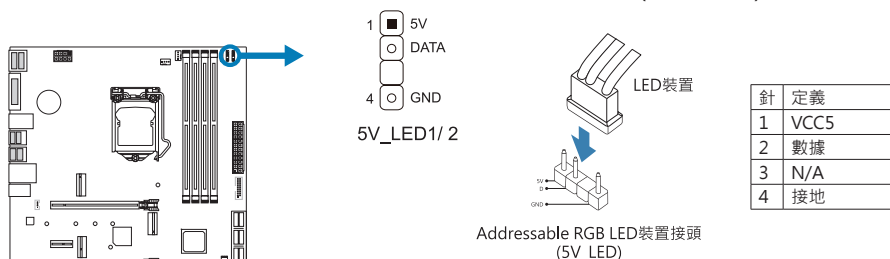 1 5V
DATA
4 GND
5V_LED1/ 2
LED裝置
5V
D
GND
Addressable RGB LED裝置接頭
(5V LED)
針 定義
1 VCC5
2 數據
3 N/A
4 接地